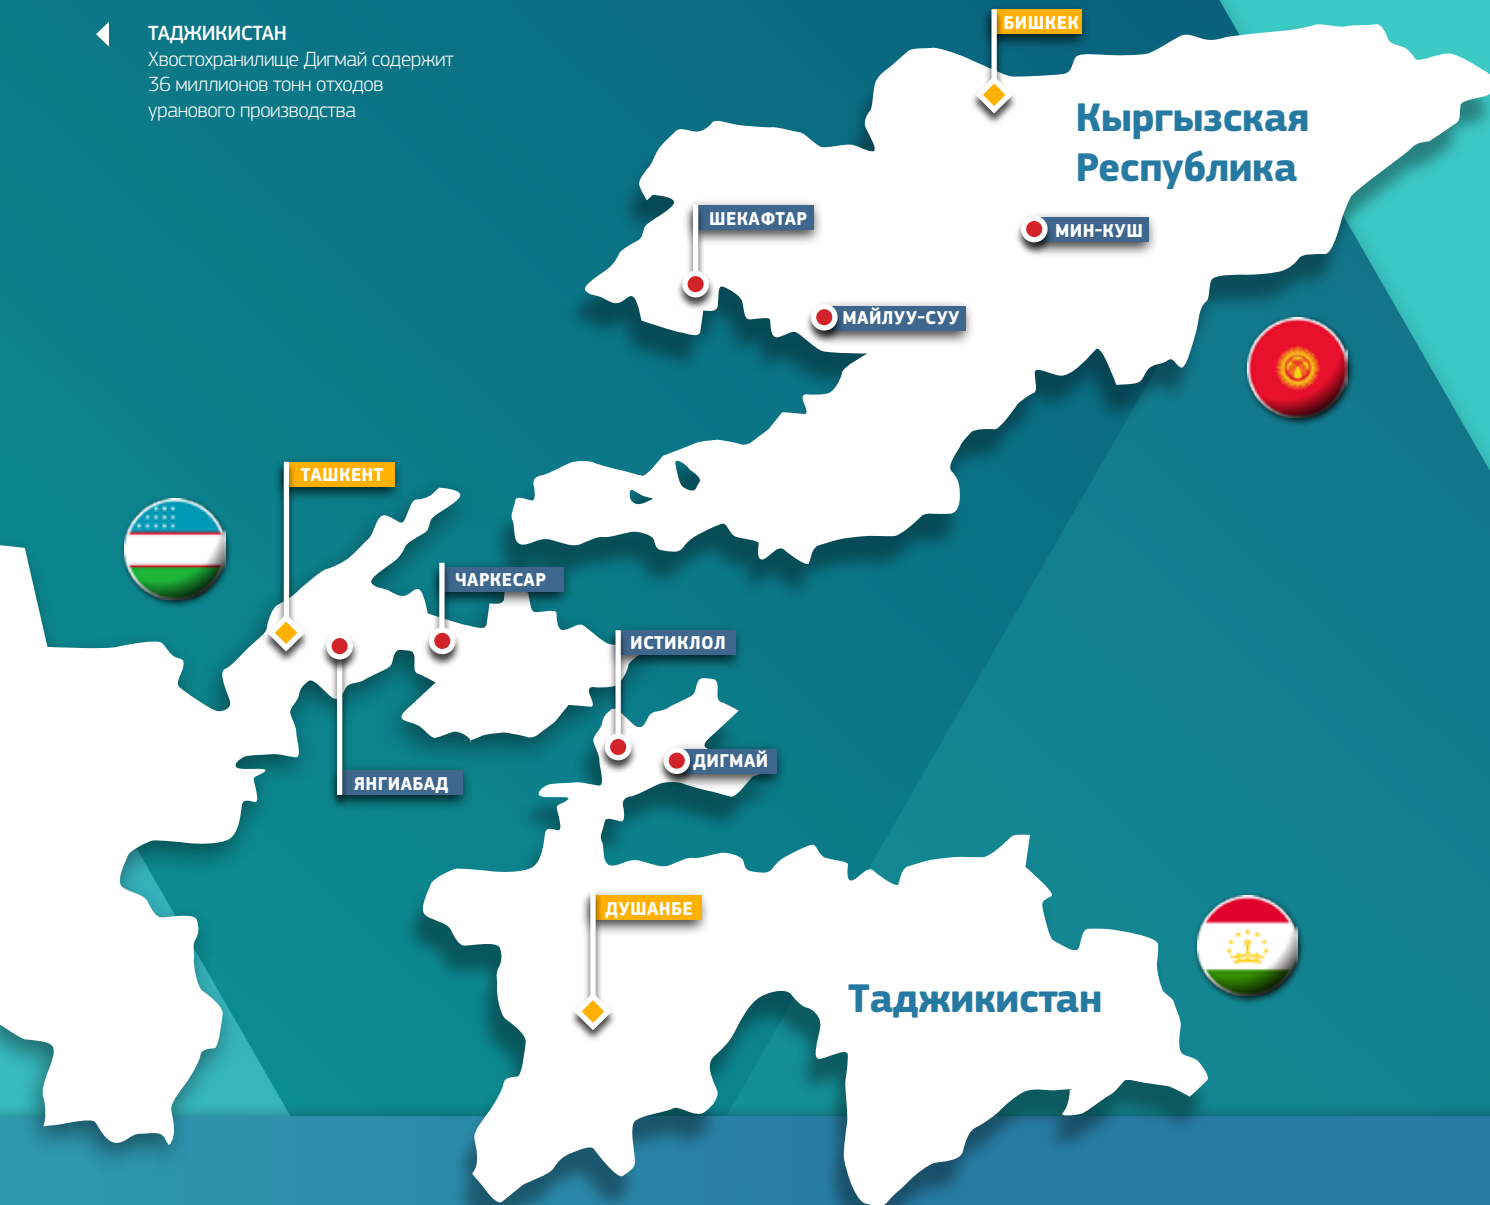 ТАДЖИКИСТАН
Хвостохранилище Дигмай содержит
36 миллионов тонн отходов
уранового производства
БИШКЕК
Кыргызская
Республика
ШЕКАФТАР
МИН-КУШ
МАЙЛУУ-СУУ
ТАШКЕНТ
ЧАРКЕСАР
ИСТИКЛОЛ
ДИГМАЙ
ЯНГИАБАД
ДУШАНБЕ
Таджикистан